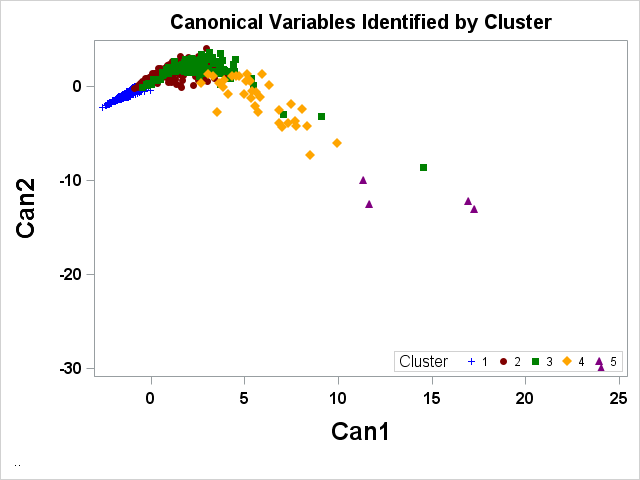 Canonical Variables Identified by Cluster
Can2
0
-10
-20
-30
Cluster 1 2 3 4 5
0 5 10 15 20 25
Can1
..